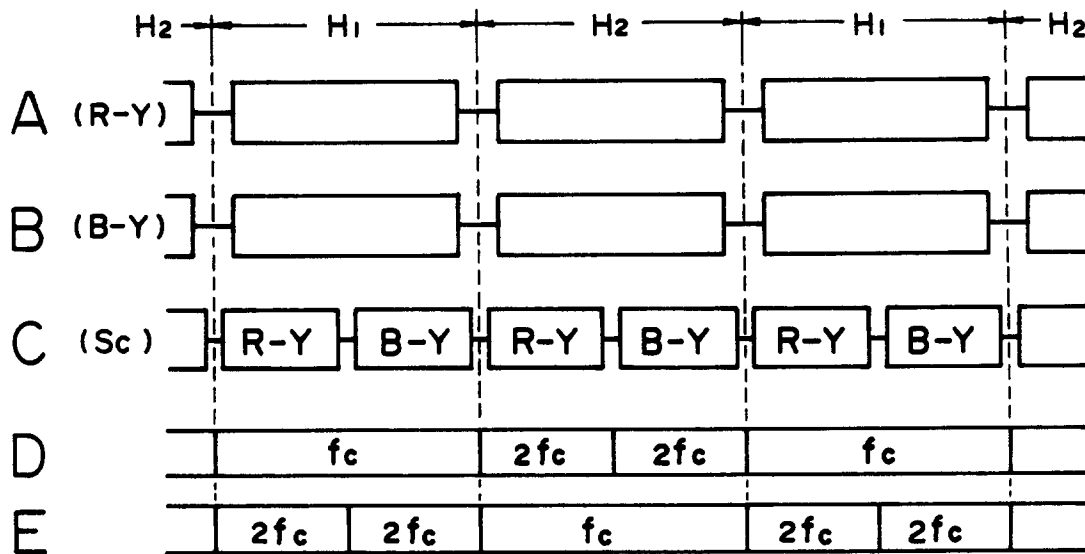 H2 H1 H2 H1 H2
A (R-Y)
B (B-Y)
C (Sc) R-Y B-Y R-Y B-Y R-Y B-Y
D fc 2fc 2fc fc
E 2fc 2fc fc 2fc 2fc